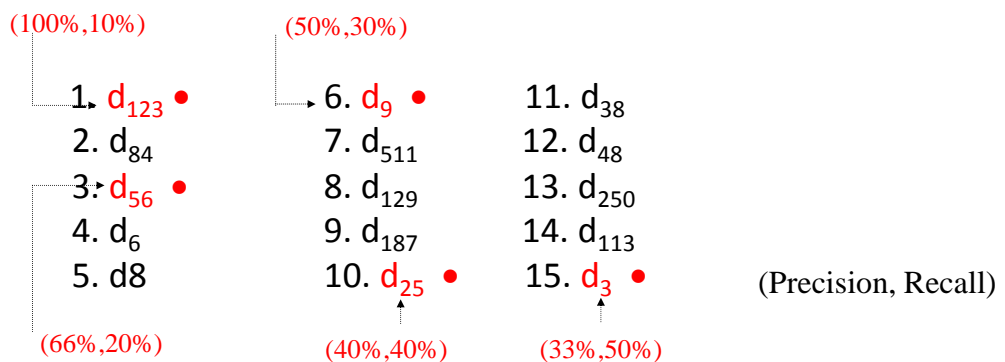 (100%,10%)
(50%,30%)
1. d123 •
2. d84
3. d56 •
4. d6
5. d8
6. d9 •
7. d511
8. d129
9. d187
10. d25 •
11. d38
12. d48
13. d250
14. d113
15. d3 •
(Precision, Recall)
(66%,20%)
(40%,40%)
(33%,50%)